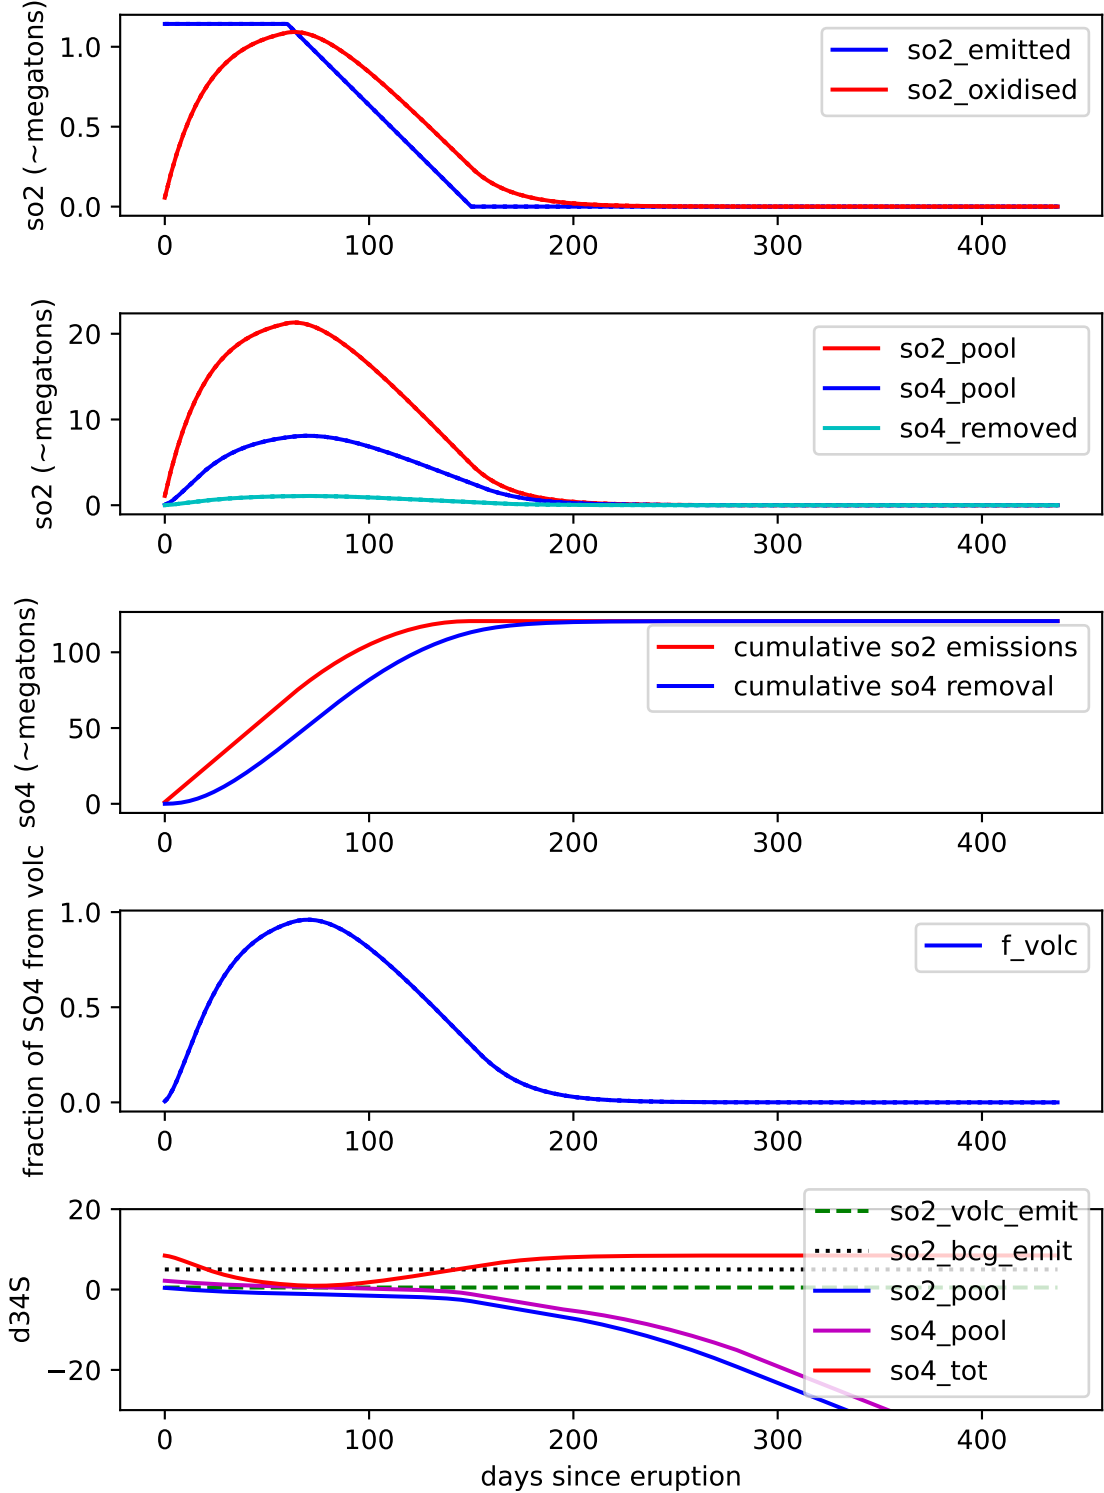 so2 (~megatons)
1.0
0.5
0.0
so2_emitted
so2_oxidised
0 100 200 300 400
so2 (~megatons)
20
10
0
so2_pool
so4_pool
so4_removed
0 100 200 300 400
so4 (~megatons)
100
50
0
cumulative so2 emissions
cumulative so4 removal
0 100 200 300 400
fraction of SO4 from volc
1.0
0.5
0.0
f_volc
0 100 200 300 400
d34S
20
0
−20
so2_volc_emit
so2_bcg_emit
so2_pool
so4_pool
so4_tot
0 100 200 300 400
days since eruption